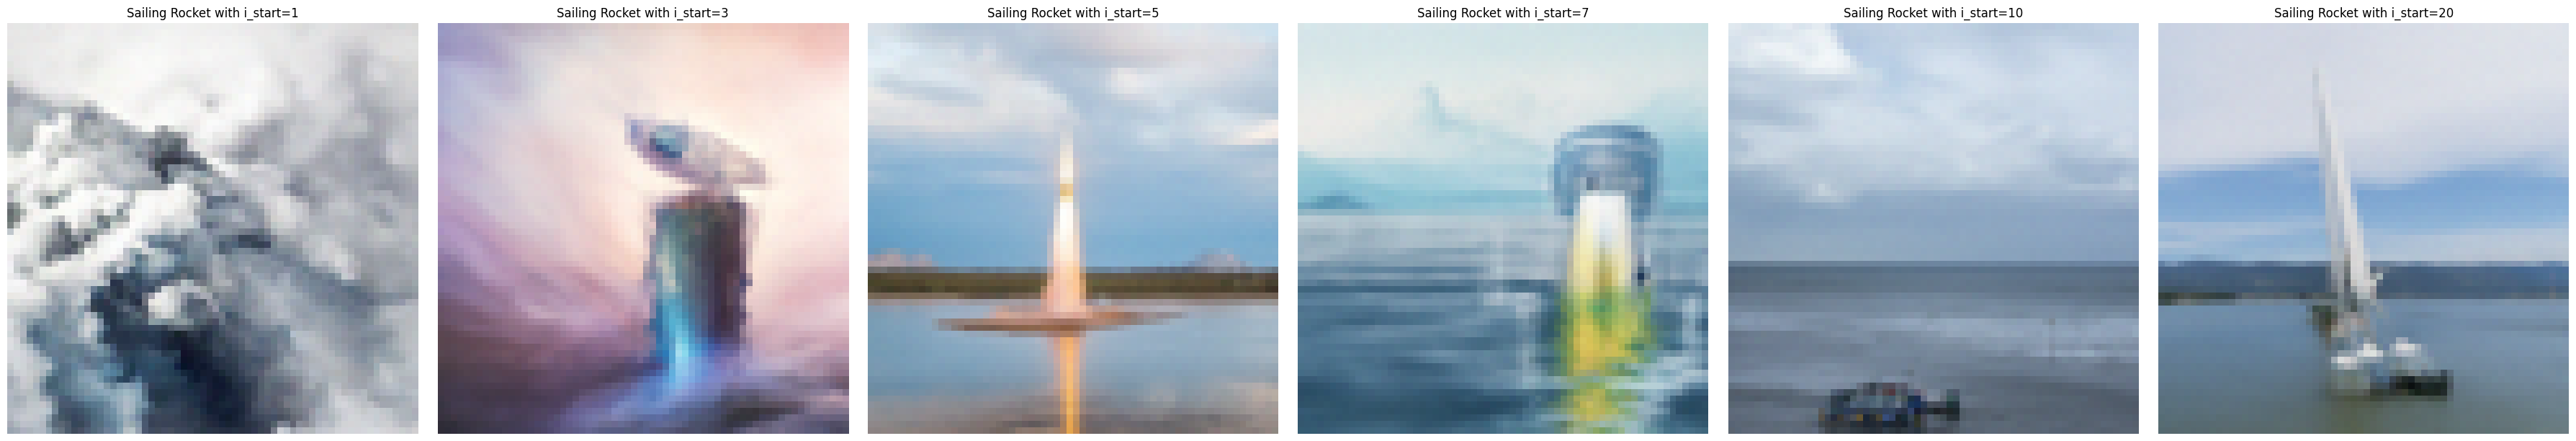 Sailing Rocket with i_start=1
Sailing Rocket with i_start=3
Sailing Rocket with i_start=5
Sailing Rocket with i_start=7
Sailing Rocket with i_start=10
Sailing Rocket with i_start=20